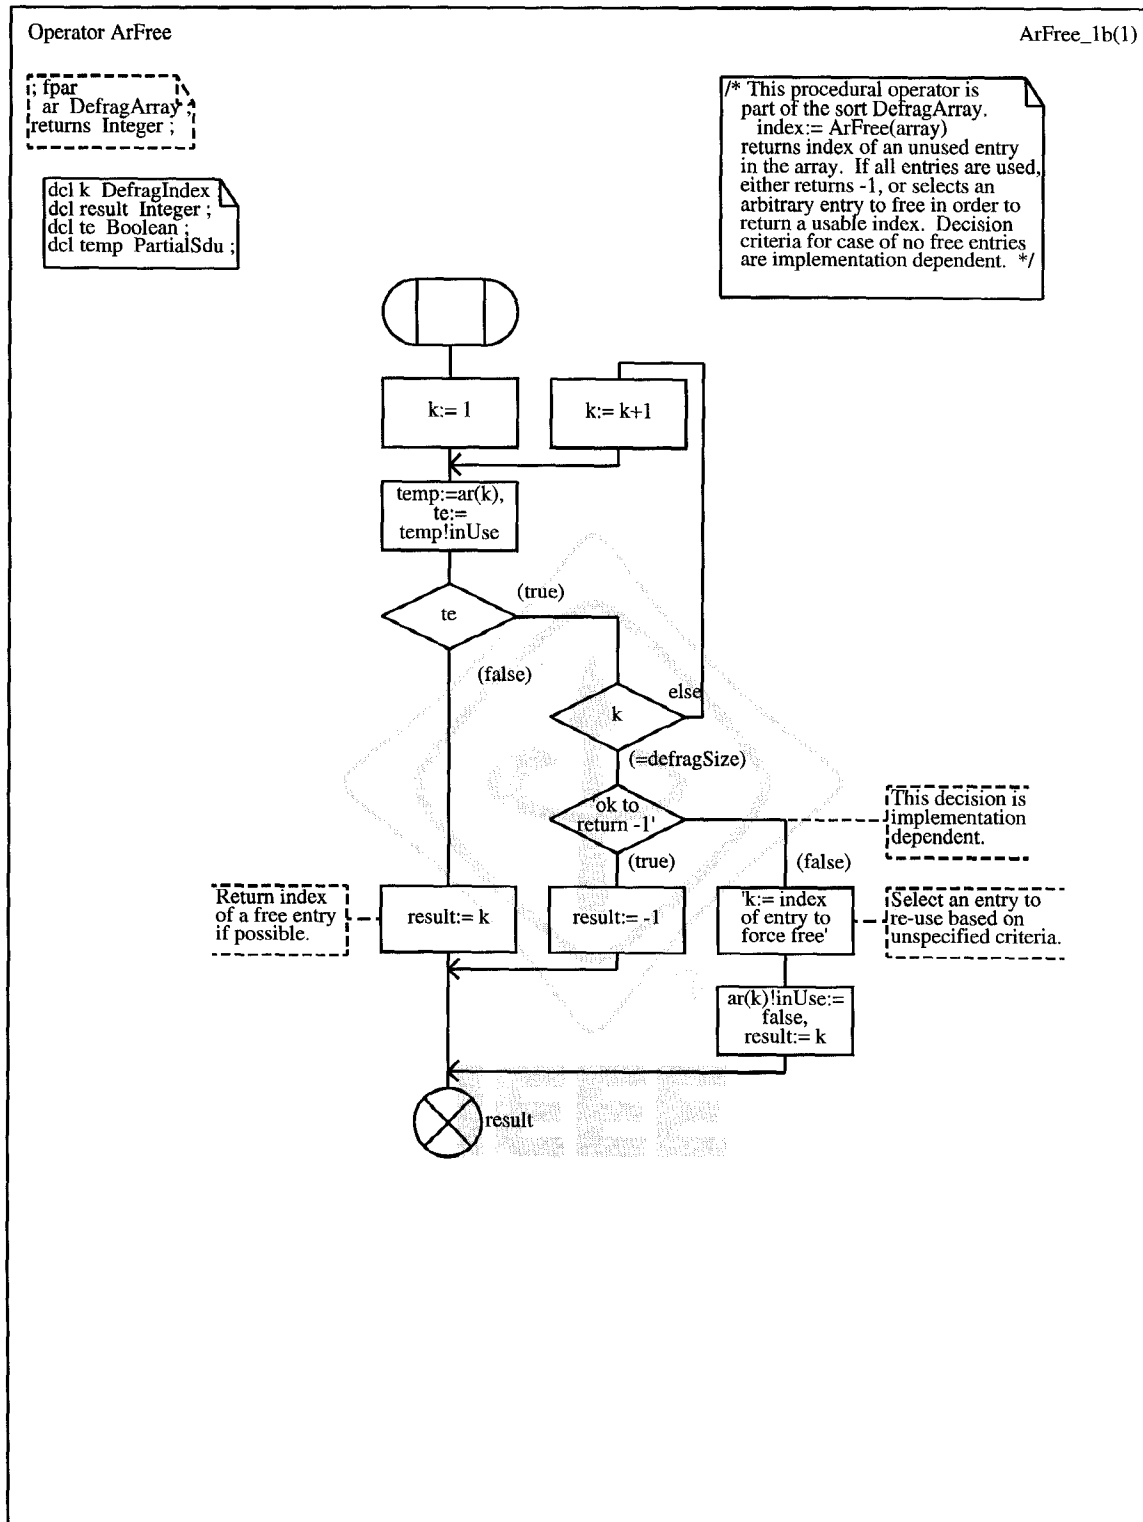 Operator ArFree
ArFree_1b(1)
; fpar
ar DefragArray ;
returns Integer ;
dcl k DefragIndex
dcl result Integer ;
dcl te Boolean ;
dcl temp PartialSdu ;
/* This procedural operator is
part of the sort DefragArray.
index:= ArFree(array)
returns index of an unused entry
in the array. If all entries are used,
either returns -1, or selects an
arbitrary entry to free in order to
return a usable index. Decision
criteria for case of no free entries
are implementation dependent. */
k:= 1
k:= k+1
temp:=ar(k),
te:=
temp!inUse
te
(true)
(false)
k
else
(=defragSize)
'ok to
return -1'
This decision is
implementation
dependent.
(true)
(false)
Return index
of a free entry
if possible.
result:= k
result:= -1
'k:= index
of entry to
force free'
Select an entry to
re-use based on
unspecified criteria.
ar(k)!inUse:=
false,
result:= k
result
IEEE